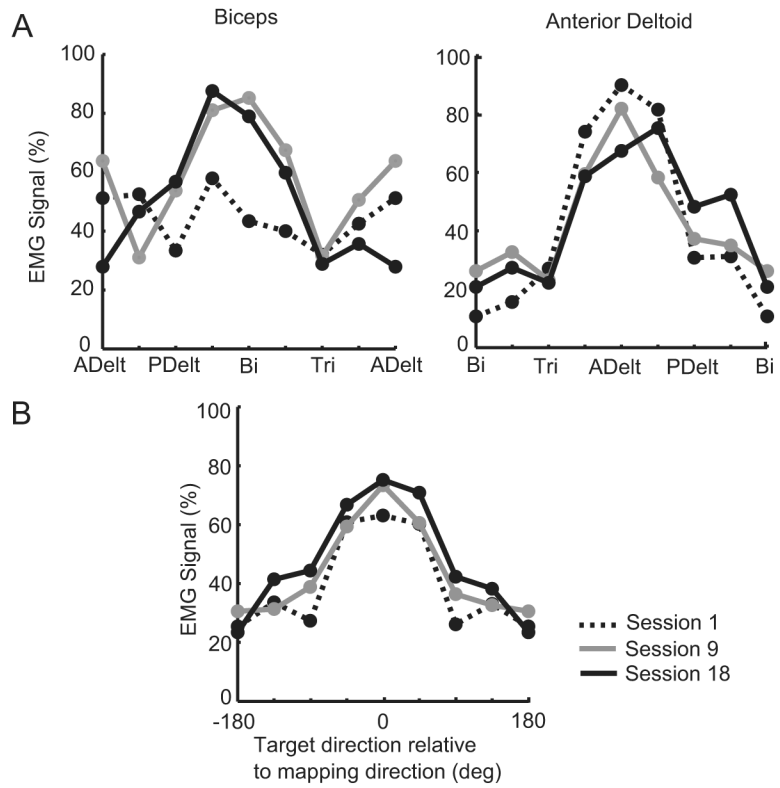 A
Biceps
Anterior Deltoid
EMG Signal (%)
100
80
60
40
20
0
ADelt PDelt Bi Tri ADelt
100
80
60
40
20
0
Bi Tri ADelt PDelt Bi
B
EMG Signal (%)
100
80
60
40
20
0
-180 0 180
Target direction relative
to mapping direction (deg)
Session 1
Session 9
Session 18